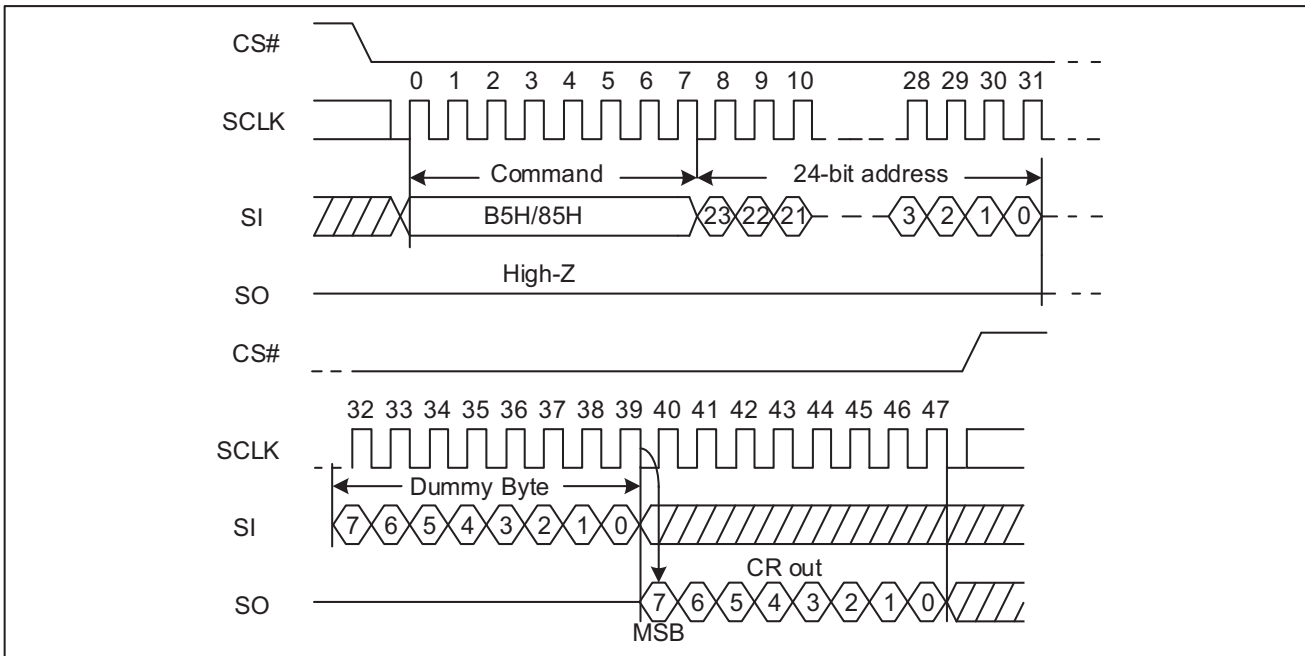 CS#
0 1 2 3 4 5 6 7 8 9 10 28 29 30 31
SCLK
Command 24-bit address
SI B5H/85H 23 22 21 3 2 1 0
High-Z
SO
CS#
32 33 34 35 36 37 38 39 40 41 42 43 44 45 46 47
SCLK
Dummy Byte
SI 7 6 5 4 3 2 1 0
CR out
SO 7 6 5 4 3 2 1 0
MSB